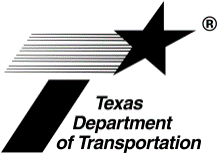 ®
Texas
Department
of Transportation